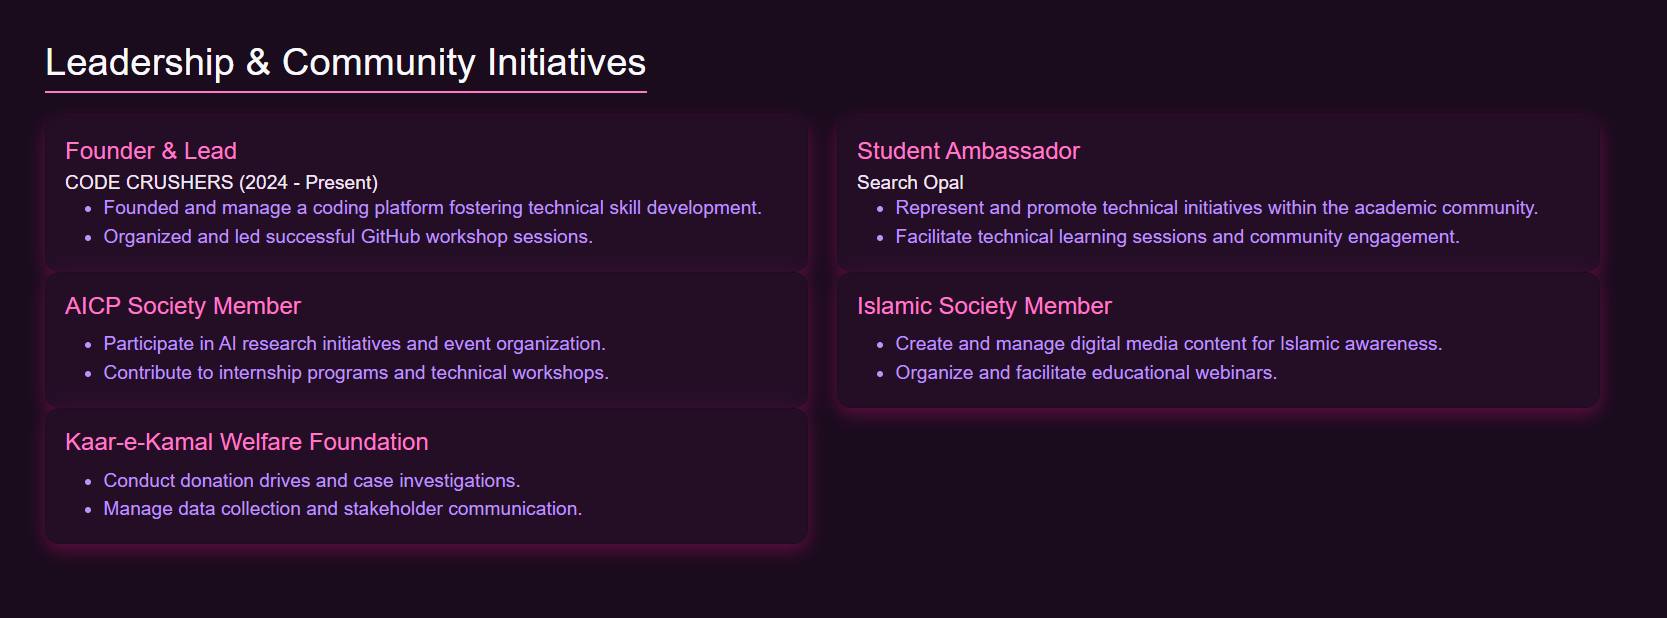 Leadership & Community Initiatives
Founder & Lead
CODE CRUSHERS (2024 - Present)
• Founded and manage a coding platform fostering technical skill development.
• Organized and led successful GitHub workshop sessions.
Student Ambassador
Search Opal
• Represent and promote technical initiatives within the academic community.
• Facilitate technical learning sessions and community engagement.
AICP Society Member
• Participate in AI research initiatives and event organization.
• Contribute to internship programs and technical workshops.
Islamic Society Member
• Create and manage digital media content for Islamic awareness.
• Organize and facilitate educational webinars.
Kaar-e-Kamal Welfare Foundation
• Conduct donation drives and case investigations.
• Manage data collection and stakeholder communication.